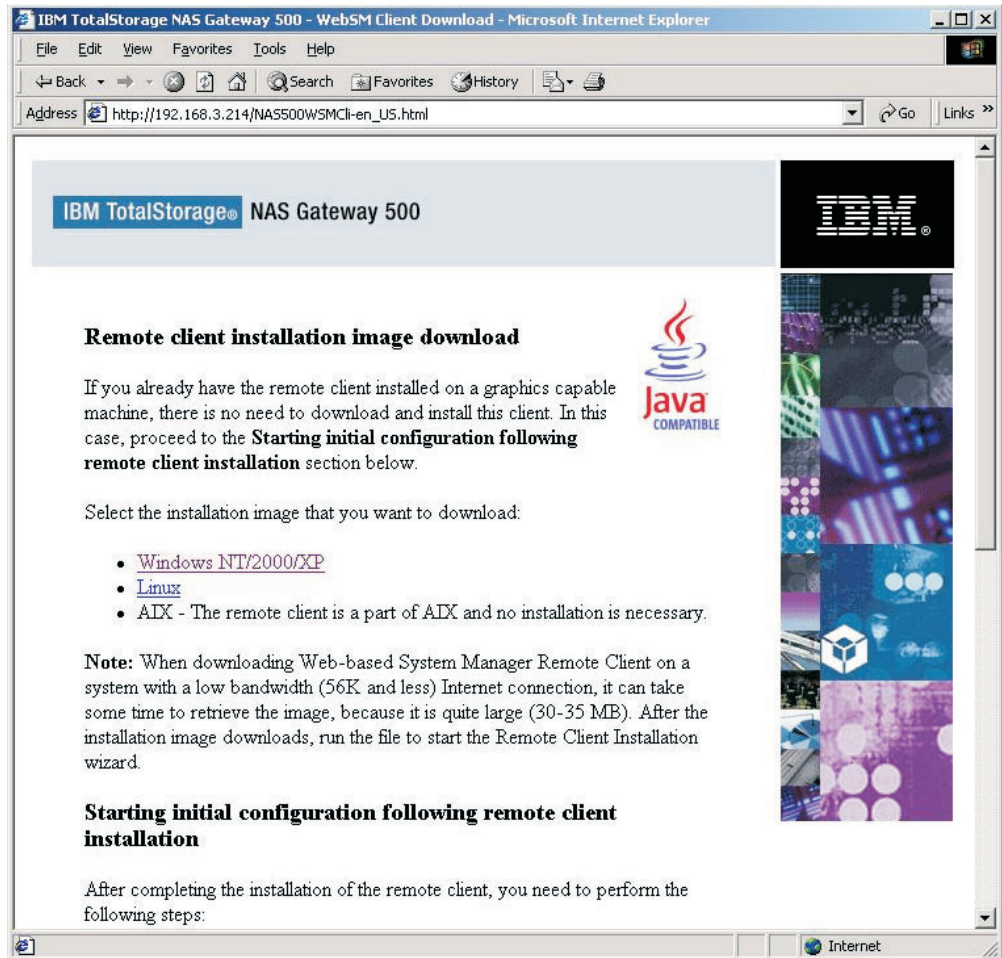 IBM TotalStorage NAS Gateway 500 - WebSM Client Download - Microsoft Internet Explorer
File Edit View Favorites Tools Help
Back Search Favorites History
Address http://192.168.3.214/NAS500WSMCli-en_US.html Go Links »
IBM TotalStorage® NAS Gateway 500
IBM®
Remote client installation image download
If you already have the remote client installed on a graphics capable
machine, there is no need to download and install this client. In this
case, proceed to the Starting initial configuration following
remote client installation section below.
Java
COMPATIBLE
Select the installation image that you want to download:
• Windows NT/2000/XP
• Linux
• AIX - The remote client is a part of AIX and no installation is necessary.
Note: When downloading Web-based System Manager Remote Client on a
system with a low bandwidth (56K and less) Internet connection, it can take
some time to retrieve the image, because it is quite large (30-35 MB). After the
installation image downloads, run the file to start the Remote Client Installation
wizard.
Starting initial configuration following remote client
installation
After completing the installation of the remote client, you need to perform the
following steps:
Internet